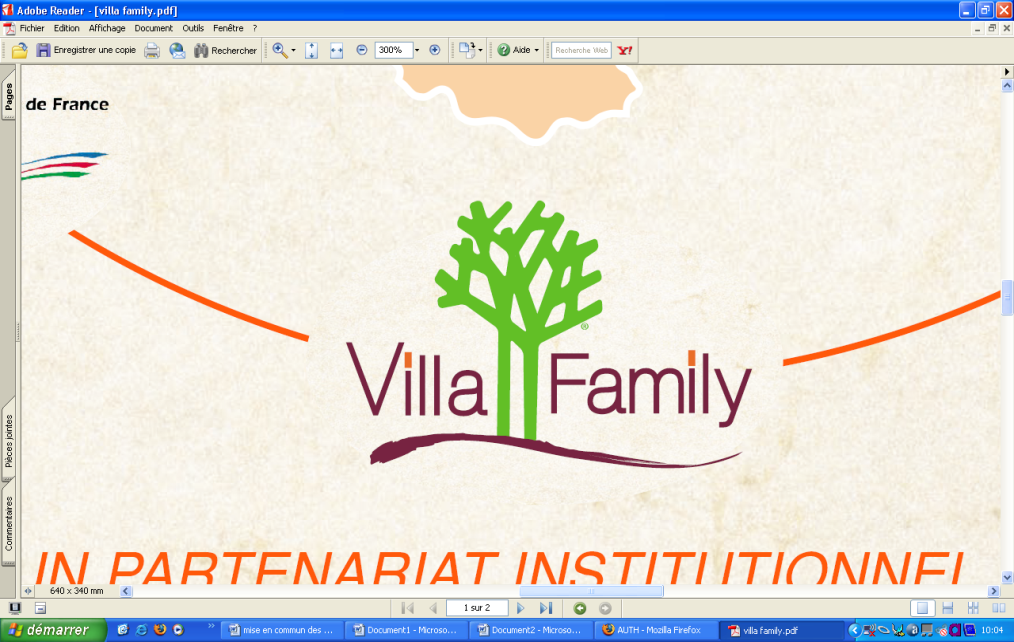 Adobe Reader - [villa family.pdf]
Fichier Edition Affichage Document Outils Fenêtre ?
Enregistrer une copie Rechercher 300% Aide Recherche Web Y!
Pages
de France
®
Villa Family
Pièces jointes
Commentaires
IN PARTENARIAT INSTITUTIONNEL
640 x 340 mm
1 sur 2
démarrer » mise en commun des ... Document1 - Microso... Document2 - Microso... AUTH - Mozilla Firefox villa family.pdf 10:04